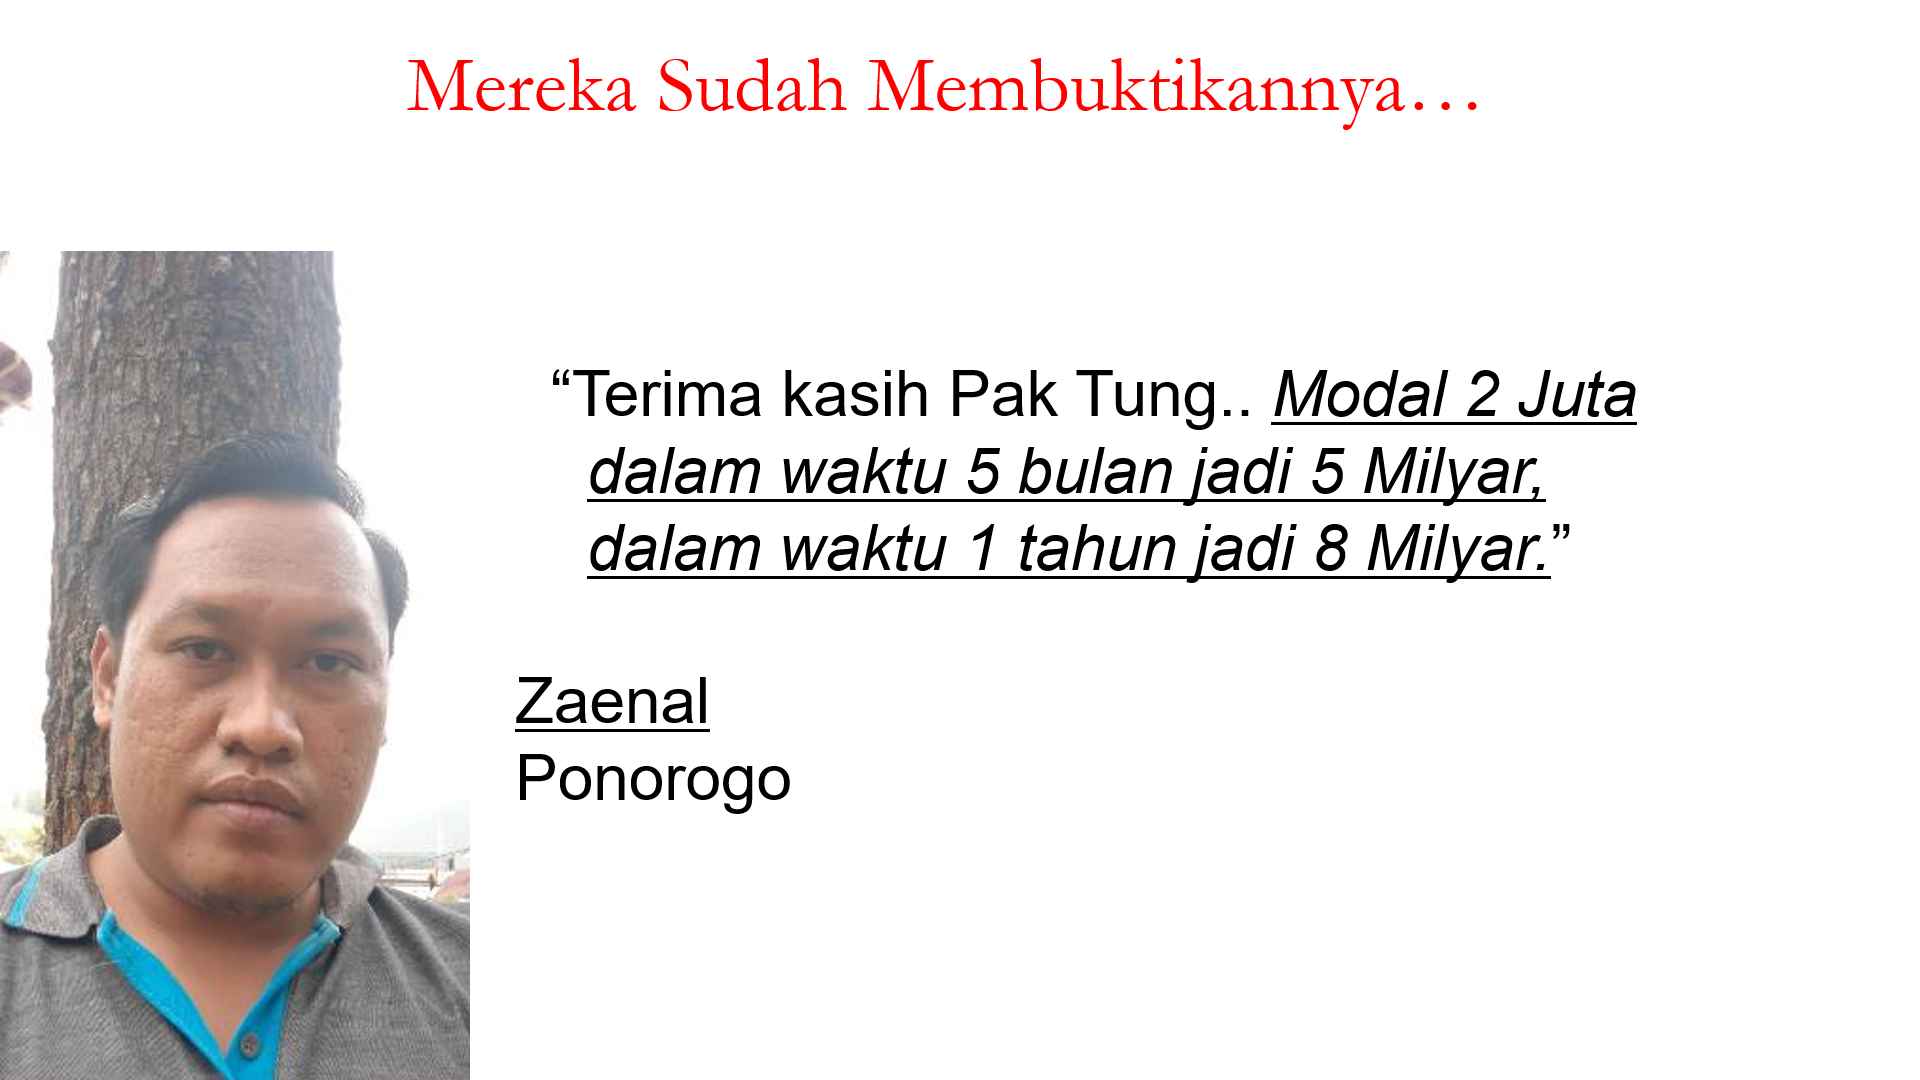 Mereka Sudah Membuktikannya…
“Terima kasih Pak Tung.. Modal 2 Juta
dalam waktu 5 bulan jadi 5 Milyar,
dalam waktu 1 tahun jadi 8 Milyar.”
Zaenal
Ponorogo